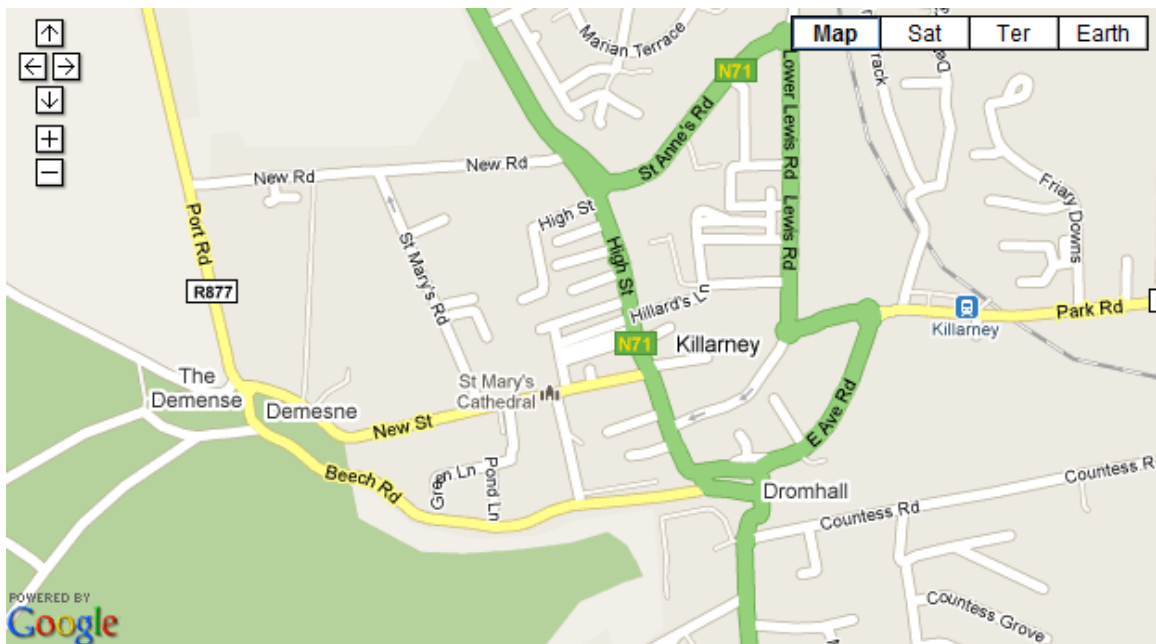 Map
Sat
Ter
Earth
Marian Terrace
N71
St Anne's Rd
Lower Lewis Rd
Lewis Rd
New Rd
New Rd
Port Rd
R877
St Mary's Rd
High St
High St
Hillard's Ln
Friary Downs
N71
Killarney
Killarney
Park Rd
The
Demense
Demesne
St Mary's
Cathedral
New St
Beech Rd
Green Ln
Pond Ln
E Ave Rd
Dromhall
Countess Rd
Countess R
Countess Grove
POWERED BY
Google